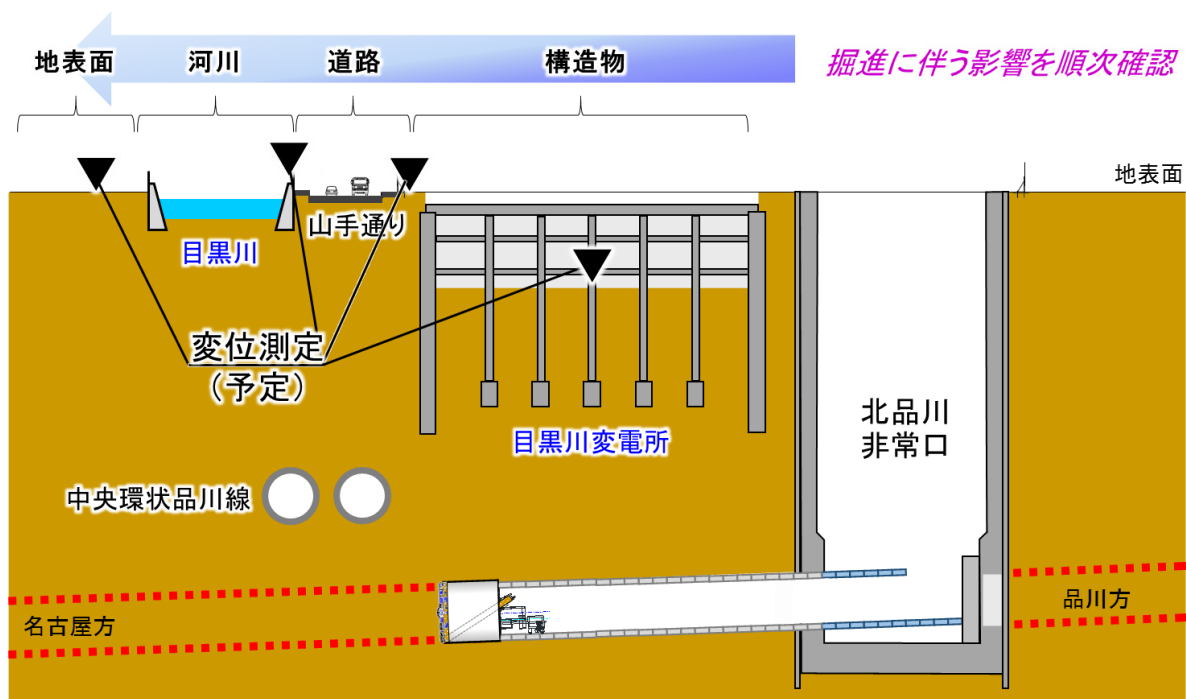 地表面
河川
道路
構造物
掘進に伴う影響を順次確認
地表面
山手通り
目黒川
変位測定
(予定)
目黒川変電所
北品川
非常口
中央環状品川線
名古屋方
品川方